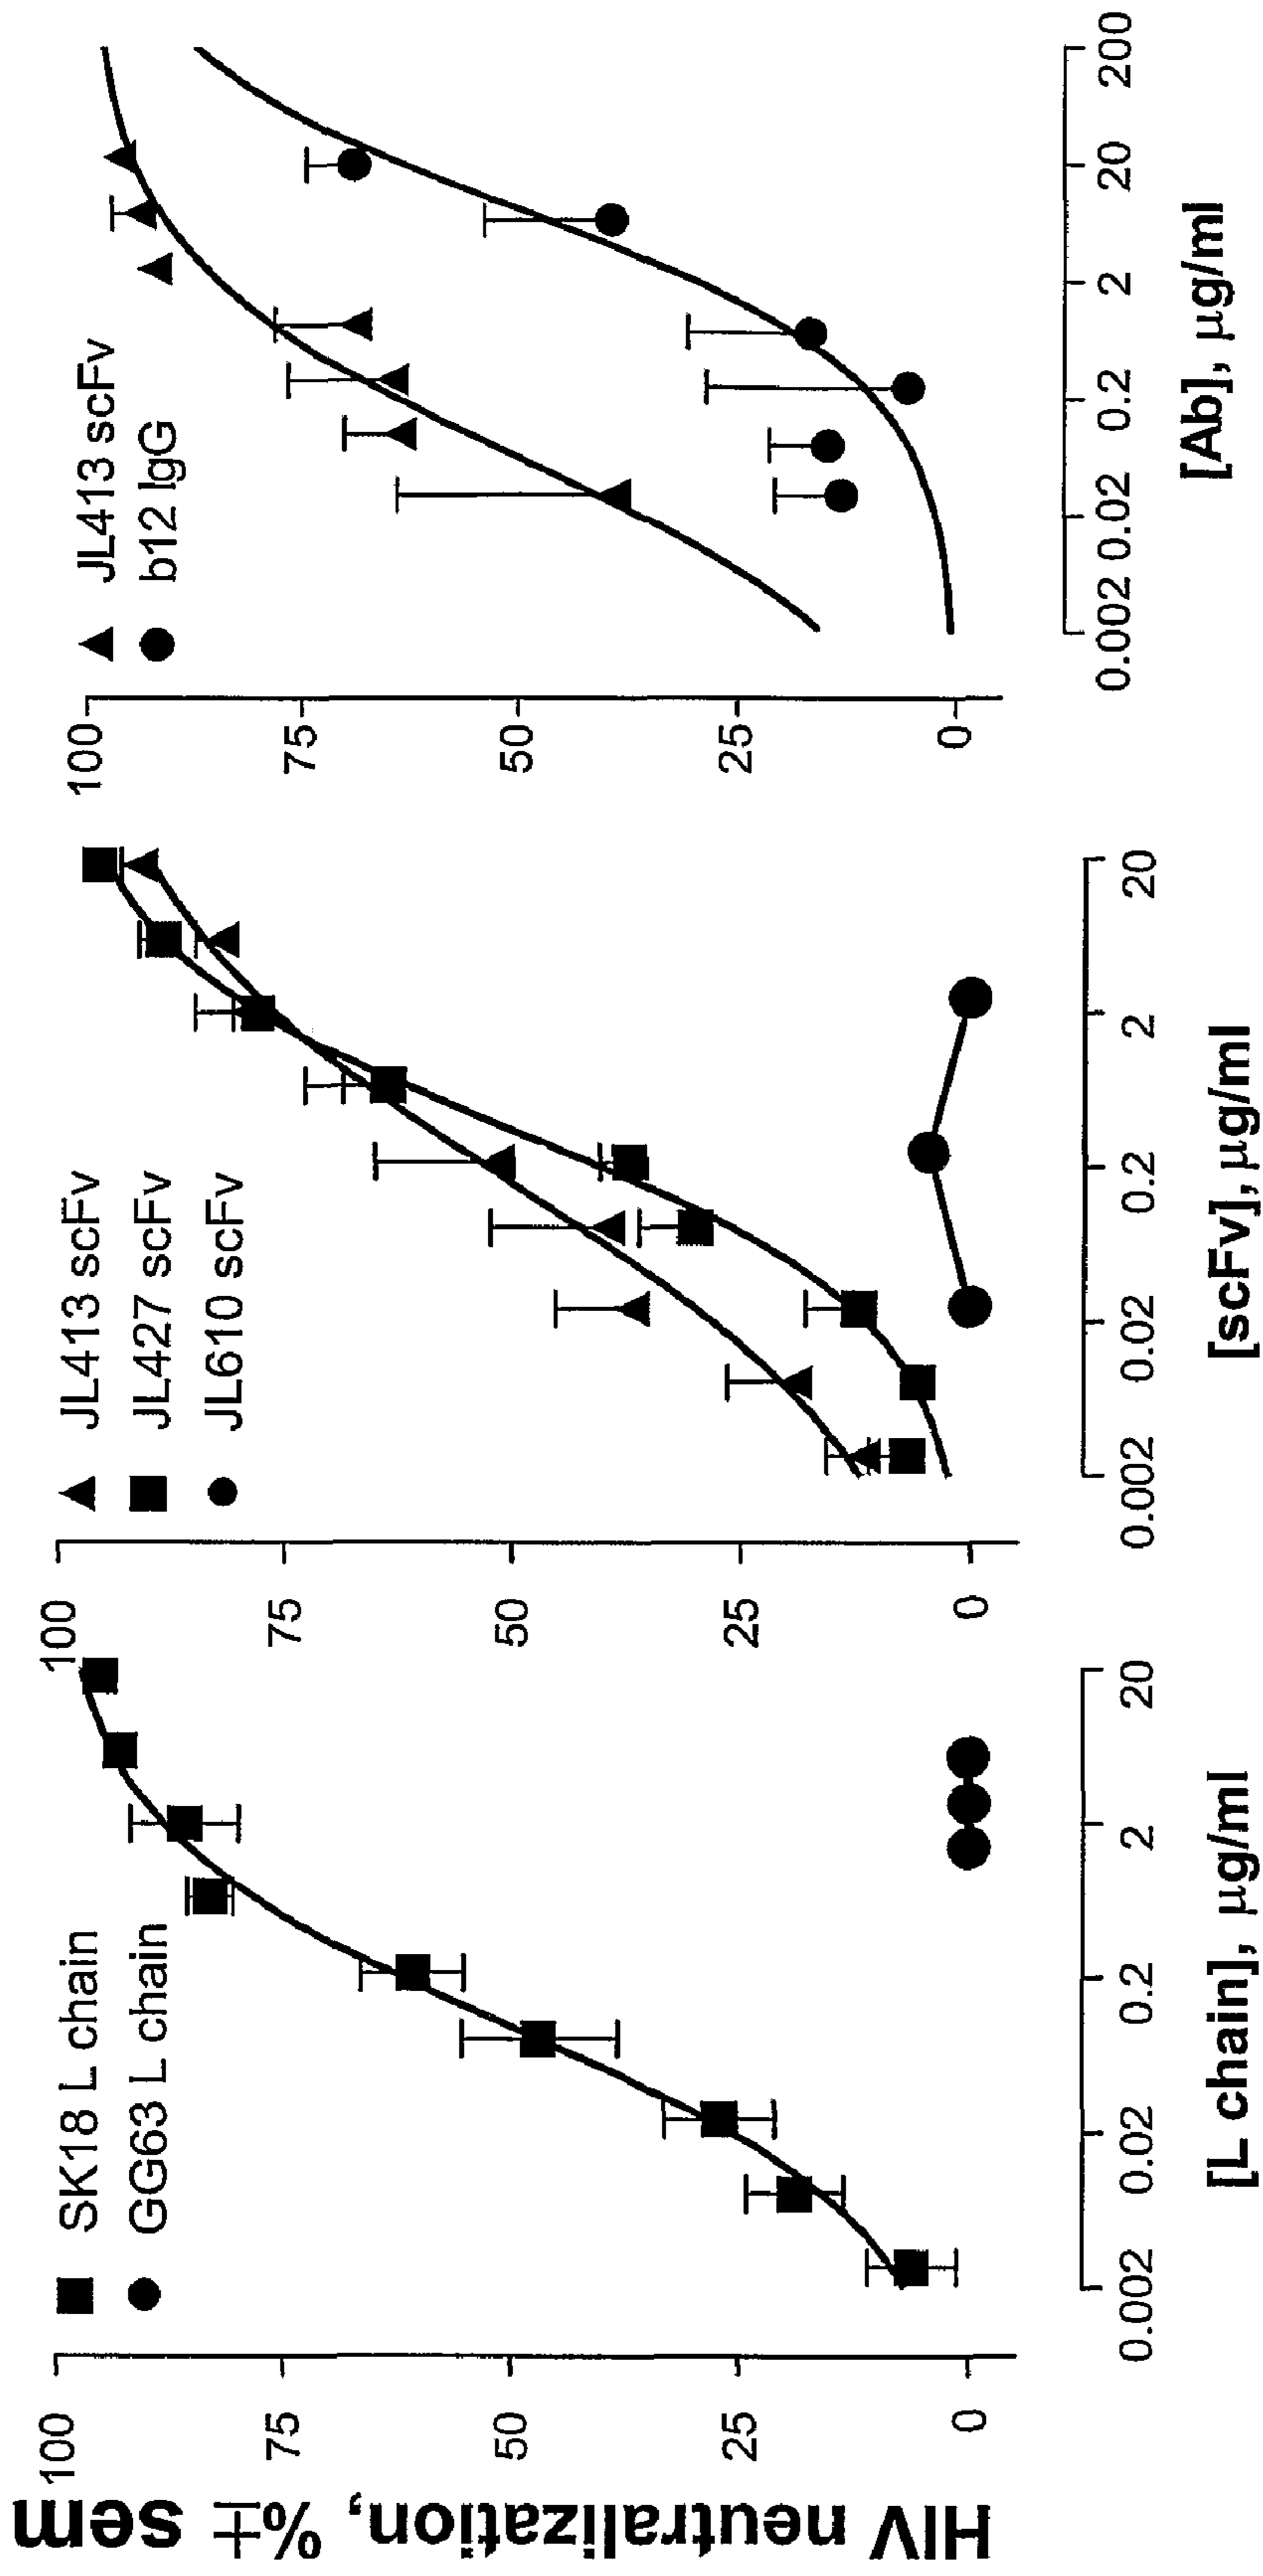 HIV neutralization, %± sem
100
75
50
25
0
SK18 L chain
GG63 L chain
0.002
0.02
0.2
2
20
[L chain], µg/ml
100
75
50
25
0
JL413 scFv
JL427 scFv
JL610 scFv
0.002
0.02
0.2
2
20
[scFv], µg/ml
100
75
50
25
0
JL413 scFv
b12 IgG
0.002
0.02
0.2
2
20
200
[Ab], µg/ml